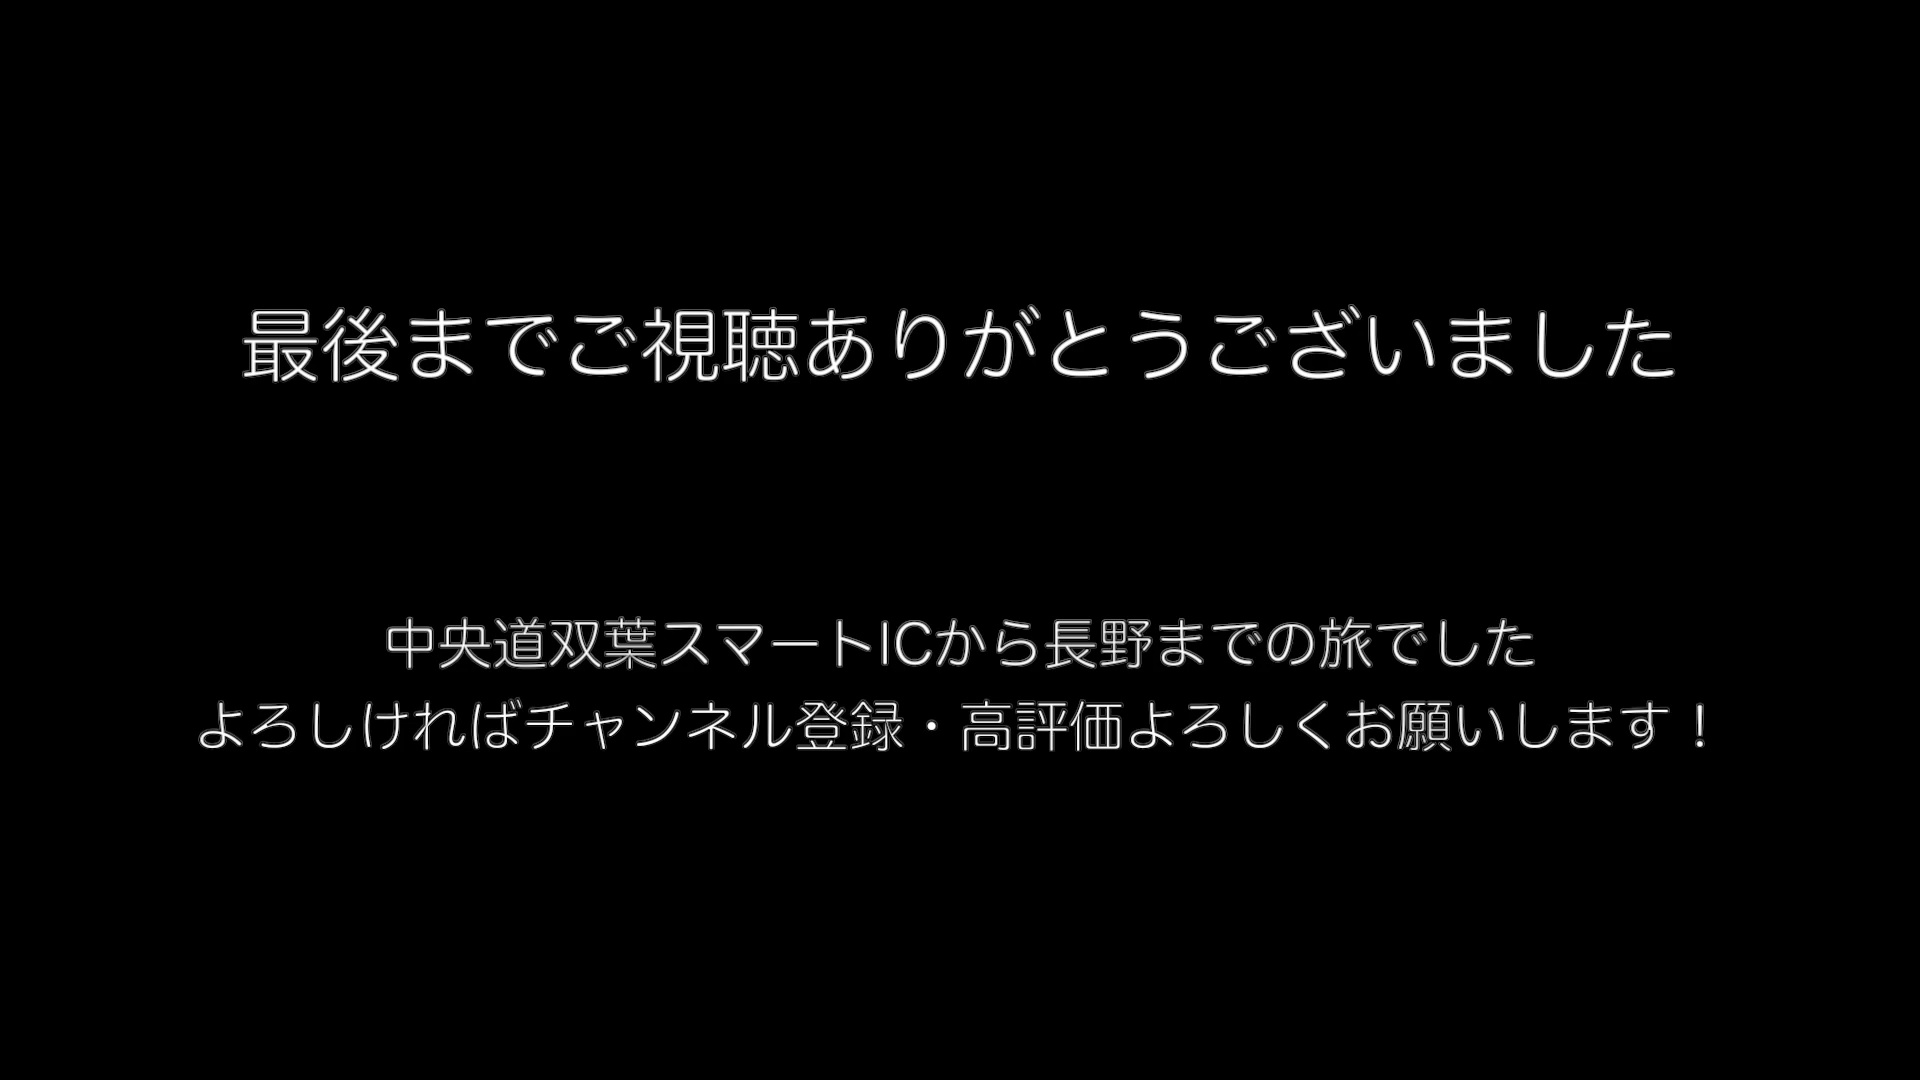 最後までご視聴ありがとうございました
中央道双葉スマートICから長野までの旅でした
よろしければチャンネル登録・高評価よろしくお願いします！